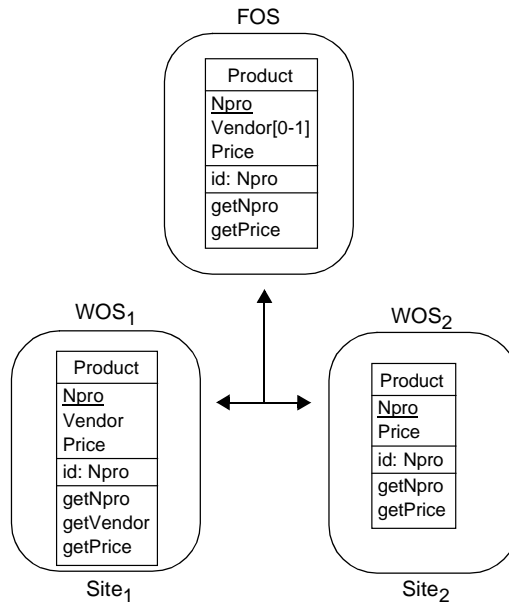 FOS
Product
Npro
Vendor[0-1]
Price
id: Npro
getNpro
getPrice
WOS1
Product
Npro
Vendor
Price
id: Npro
getNpro
getVendor
getPrice
Site1
WOS2
Product
Npro
Price
id: Npro
getNpro
getPrice
Site2